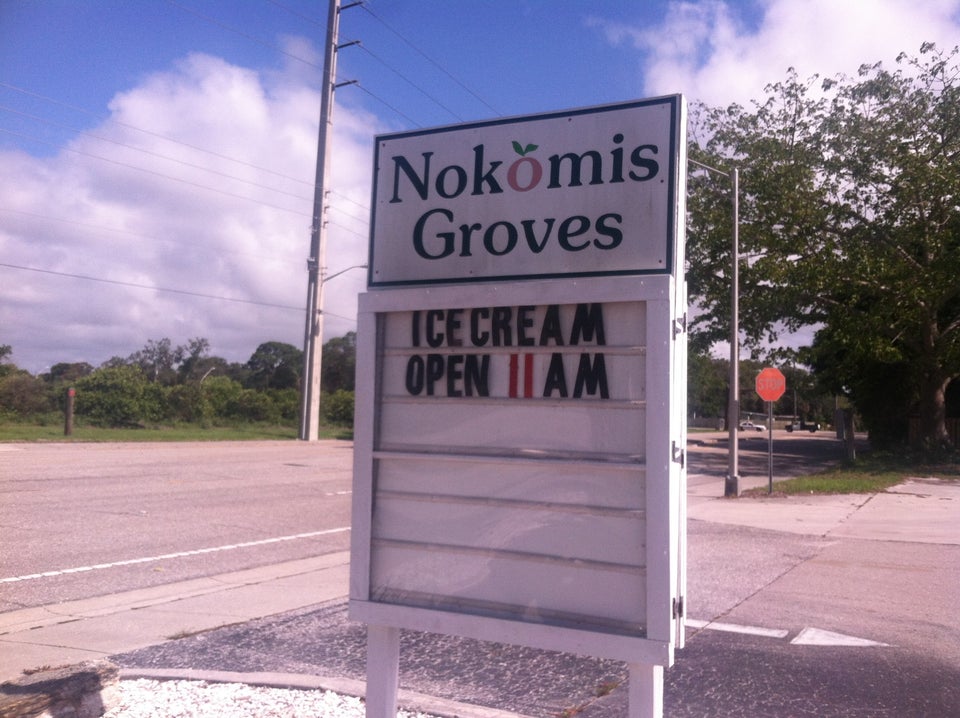 Nokomis
Groves
ICE CREAM
OPEN 11 AM
STOP